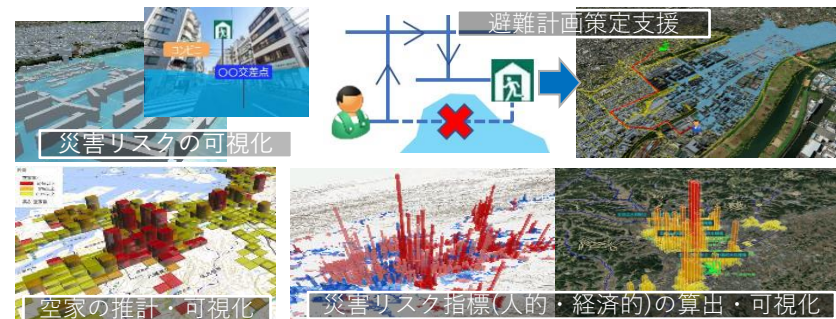 避難計画策定支援
コンビニ
〇〇交差点
災害リスクの可視化
空家の推計・可視化
災害リスク指標(人的・経済的)の算出・可視化